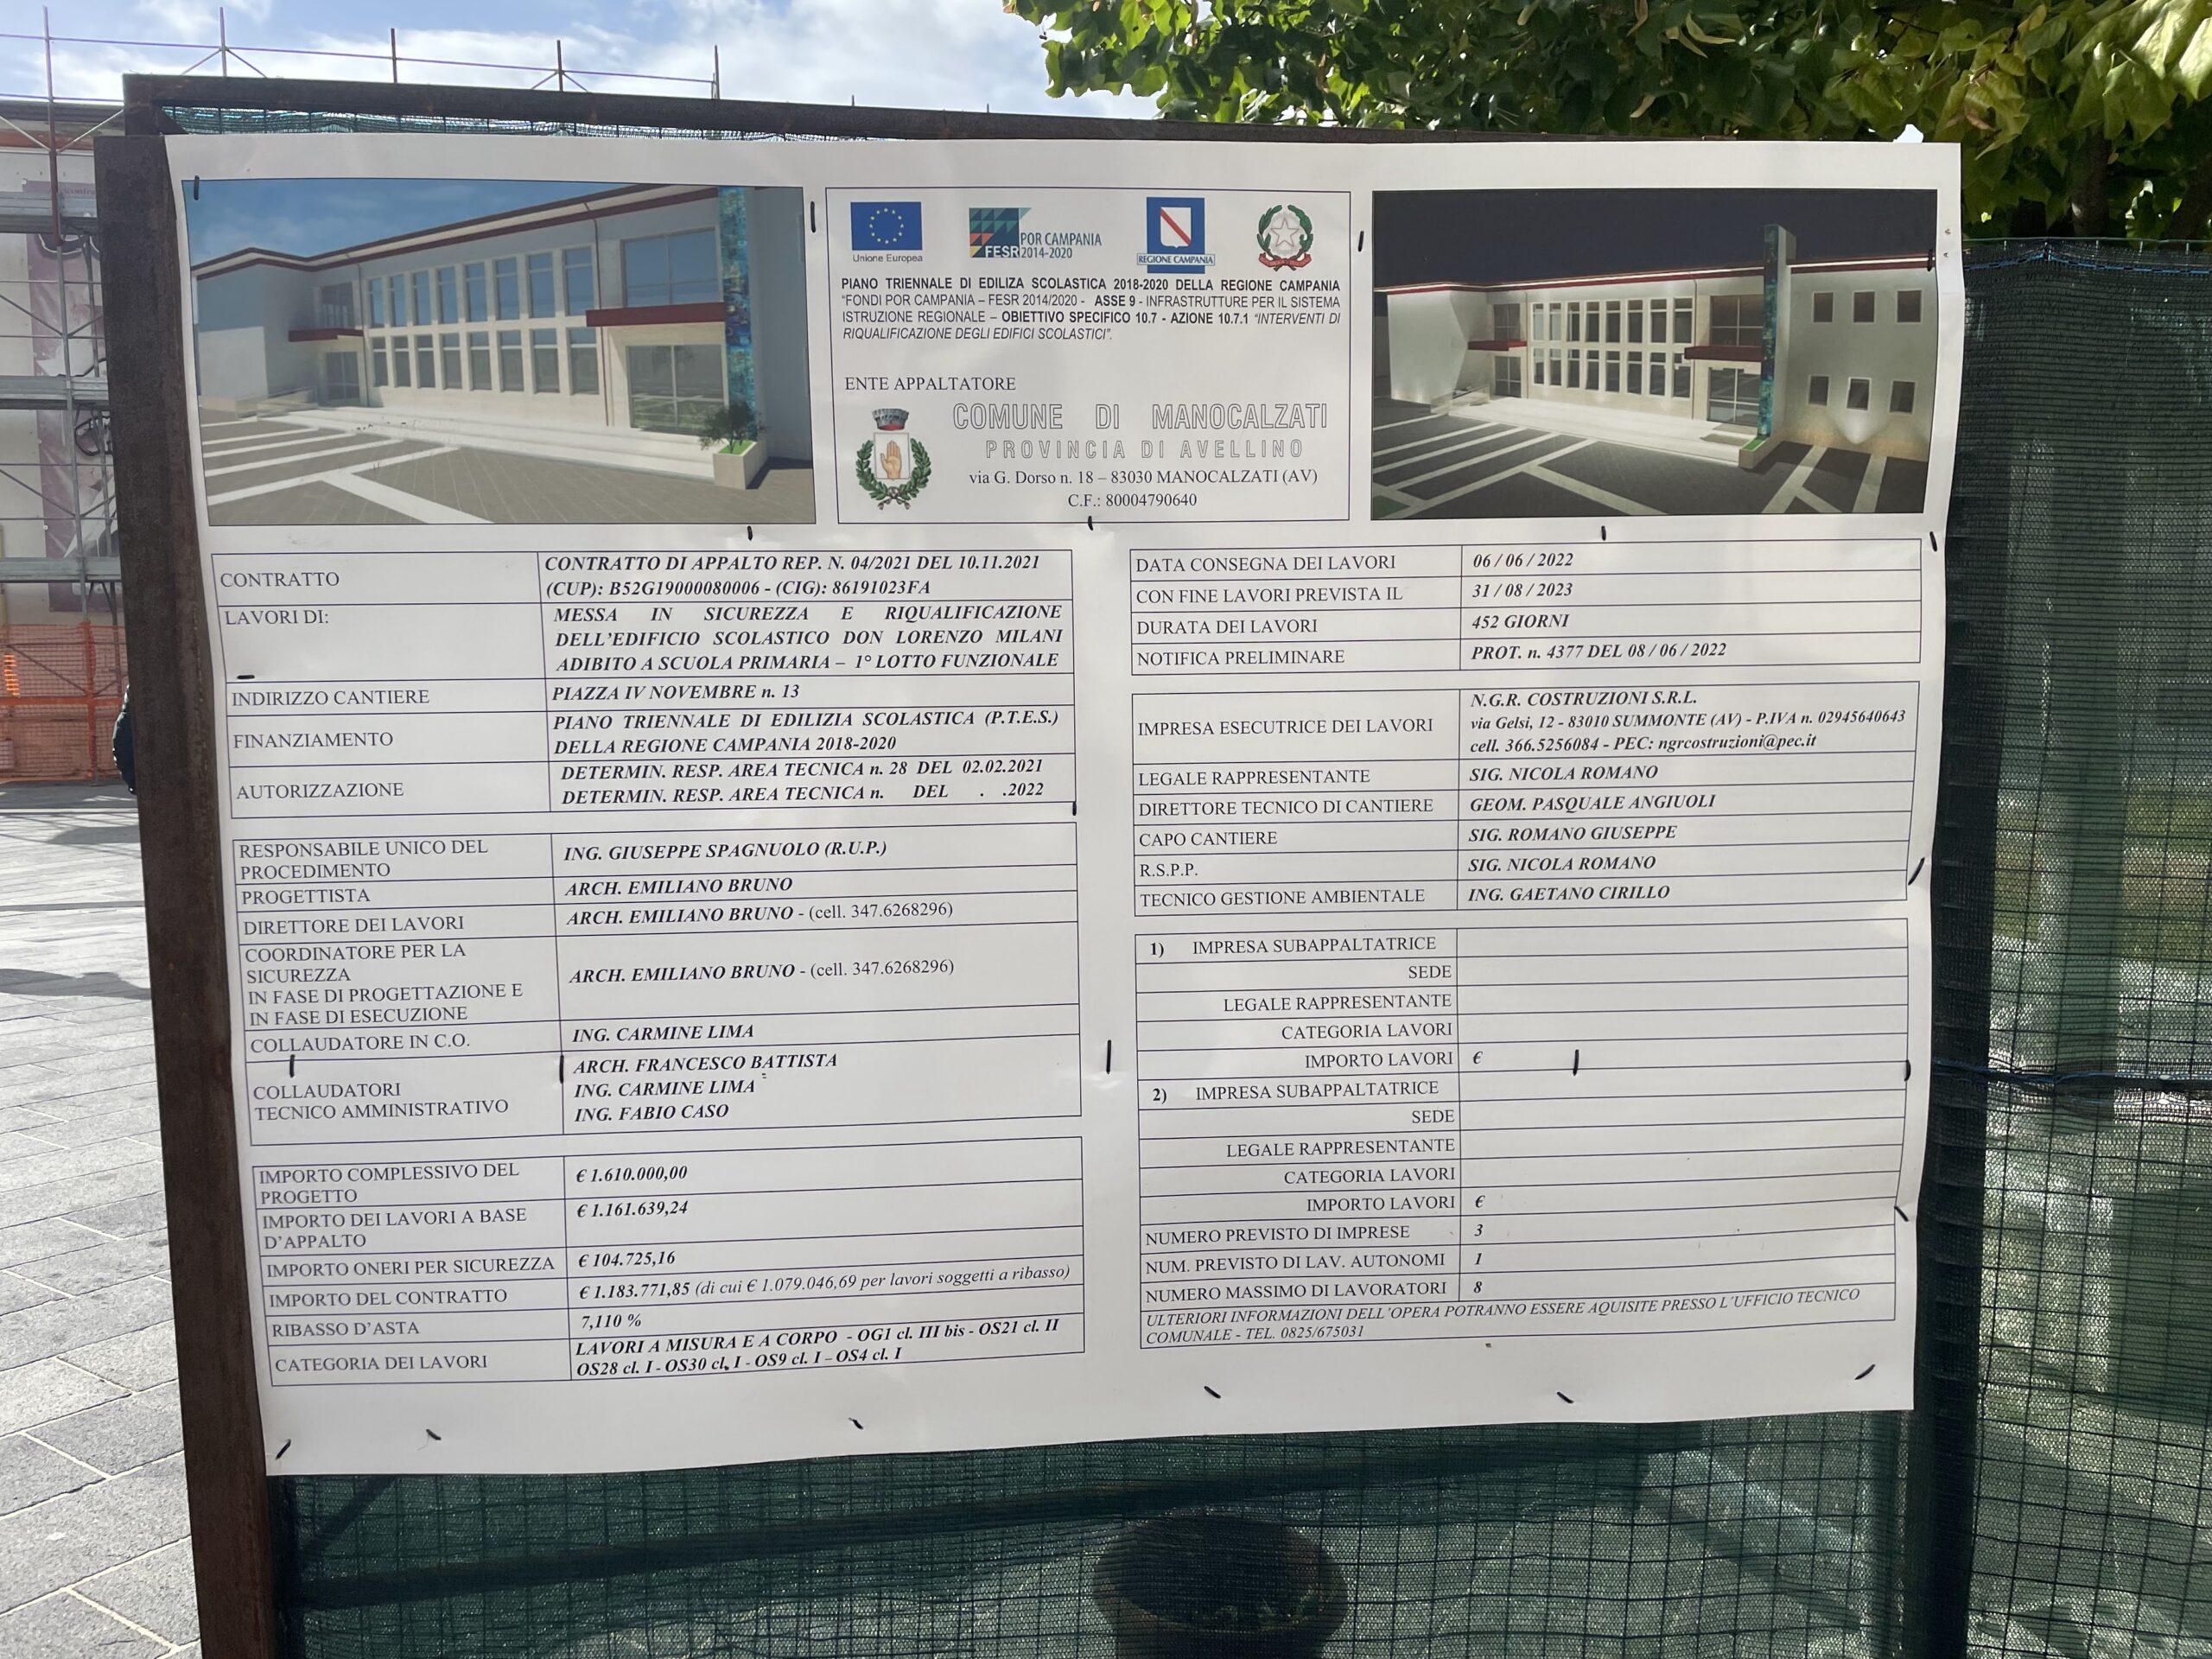 Unione Europea
FESR
POR CAMPANIA
2014-2020
REGIONE CAMPANIA
PIANO TRIENNALE DI EDILIZA SCOLASTICA 2018-2020 DELLA REGIONE CAMPANIA
“FONDI POR CAMPANIA – FESR 2014/2020 - ASSE 9 - INFRASTRUTTURE PER IL SISTEMA
ISTRUZIONE REGIONALE – OBIETTIVO SPECIFICO 10.7 - AZIONE 10.7.1 “INTERVENTI DI
RIQUALIFICAZIONE DEGLI EDIFICI SCOLASTICI”.
ENTE APPALTATORE
COMUNE DI MANOCALZATI
PROVINCIA DI AVELLINO
via G. Dorso n. 18 – 83030 MANOCALZATI (AV)
C.F.: 80004790640
CONTRATTO
CONTRATTO DI APPALTO REP. N. 04/2021 DEL 10.11.2021
(CUP): B52G19000080006 - (CIG): 86191023FA
LAVORI DI:
MESSA IN SICUREZZA E RIQUALIFICAZIONE
DELL’EDIFICIO SCOLASTICO DON LORENZO MILANI
ADIBITO A SCUOLA PRIMARIA – 1° LOTTO FUNZIONALE
INDIRIZZO CANTIERE
PIAZZA IV NOVEMBRE n. 13
FINANZIAMENTO
PIANO TRIENNALE DI EDILIZIA SCOLASTICA (P.T.E.S.)
DELLA REGIONE CAMPANIA 2018-2020
AUTORIZZAZIONE
DETERMIN. RESP. AREA TECNICA n. 28 DEL 02.02.2021
DETERMIN. RESP. AREA TECNICA n. DEL . .2022
RESPONSABILE UNICO DEL
PROCEDIMENTO
ING. GIUSEPPE SPAGNUOLO (R.U.P.)
PROGETTISTA
ARCH. EMILIANO BRUNO
DIRETTORE DEI LAVORI
ARCH. EMILIANO BRUNO - (cell. 347.6268296)
COORDINATORE PER LA
SICUREZZA
IN FASE DI PROGETTAZIONE E
IN FASE DI ESECUZIONE
ARCH. EMILIANO BRUNO - (cell. 347.6268296)
COLLAUDATORE IN C.O.
ING. CARMINE LIMA
COLLAUDATORI
TECNICO AMMINISTRATIVO
ARCH. FRANCESCO BATTISTA
ING. CARMINE LIMA
ING. FABIO CASO
IMPORTO COMPLESSIVO DEL
PROGETTO
€ 1.610.000,00
IMPORTO DEI LAVORI A BASE
D’APPALTO
€ 1.161.639,24
IMPORTO ONERI PER SICUREZZA
€ 104.725,16
IMPORTO DEL CONTRATTO
€ 1.183.771,85 (di cui € 1.079.046,69 per lavori soggetti a ribasso)
RIBASSO D’ASTA
7,110 %
CATEGORIA DEI LAVORI
LAVORI A MISURA E A CORPO - OG1 cl. III bis - OS21 cl. II
OS28 cl. I - OS30 cl. I - OS9 cl. I – OS4 cl. I
DATA CONSEGNA DEI LAVORI
06 / 06 / 2022
CON FINE LAVORI PREVISTA IL
31 / 08 / 2023
DURATA DEI LAVORI
452 GIORNI
NOTIFICA PRELIMINARE
PROT. n. 4377 DEL 08 / 06 / 2022
IMPRESA ESECUTRICE DEI LAVORI
N.G.R. COSTRUZIONI S.R.L.
via Gelsi, 12 - 83010 SUMMONTE (AV) - P.IVA n. 02945640643
cell. 366.5256084 - PEC: ngrcostruzioni@pec.it
LEGALE RAPPRESENTANTE
SIG. NICOLA ROMANO
DIRETTORE TECNICO DI CANTIERE
GEOM. PASQUALE ANGIUOLI
CAPO CANTIERE
SIG. ROMANO GIUSEPPE
R.S.P.P.
SIG. NICOLA ROMANO
TECNICO GESTIONE AMBIENTALE
ING. GAETANO CIRILLO
1) IMPRESA SUBAPPALTATRICE
SEDE
LEGALE RAPPRESENTANTE
CATEGORIA LAVORI
IMPORTO LAVORI €
2) IMPRESA SUBAPPALTATRICE
SEDE
LEGALE RAPPRESENTANTE
CATEGORIA LAVORI
IMPORTO LAVORI €
NUMERO PREVISTO DI IMPRESE 3
NUM. PREVISTO DI LAV. AUTONOMI 1
NUMERO MASSIMO DI LAVORATORI 8
ULTERIORI INFORMAZIONI DELL’OPERA POTRANNO ESSERE AQUISITE PRESSO L’UFFICIO TECNICO
COMUNALE - TEL. 0825/675031